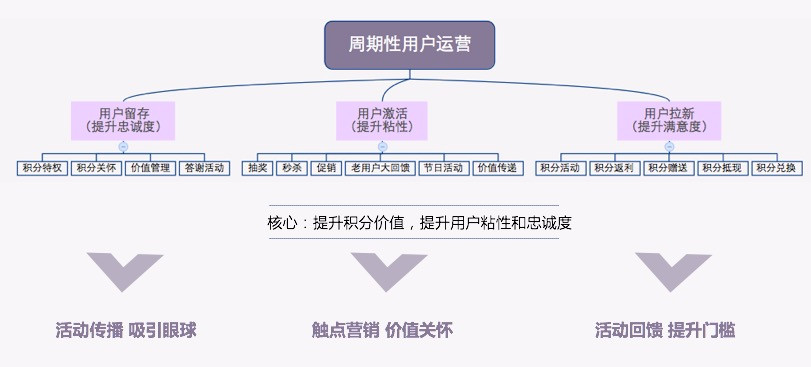 周期性用户运营
用户留存
（提升忠诚度）
用户激活
（提升粘性）
用户拉新
（提升满意度）
积分特权 积分关怀 价值管理 答谢活动
抽奖 秒杀 促销 老用户大回馈 节日活动 价值传递
积分活动 积分返利 积分赠送 积分抵现 积分兑换
核心：提升积分价值，提升用户粘性和忠诚度
活动传播 吸引眼球
触点营销 价值关怀
活动回馈 提升门槛